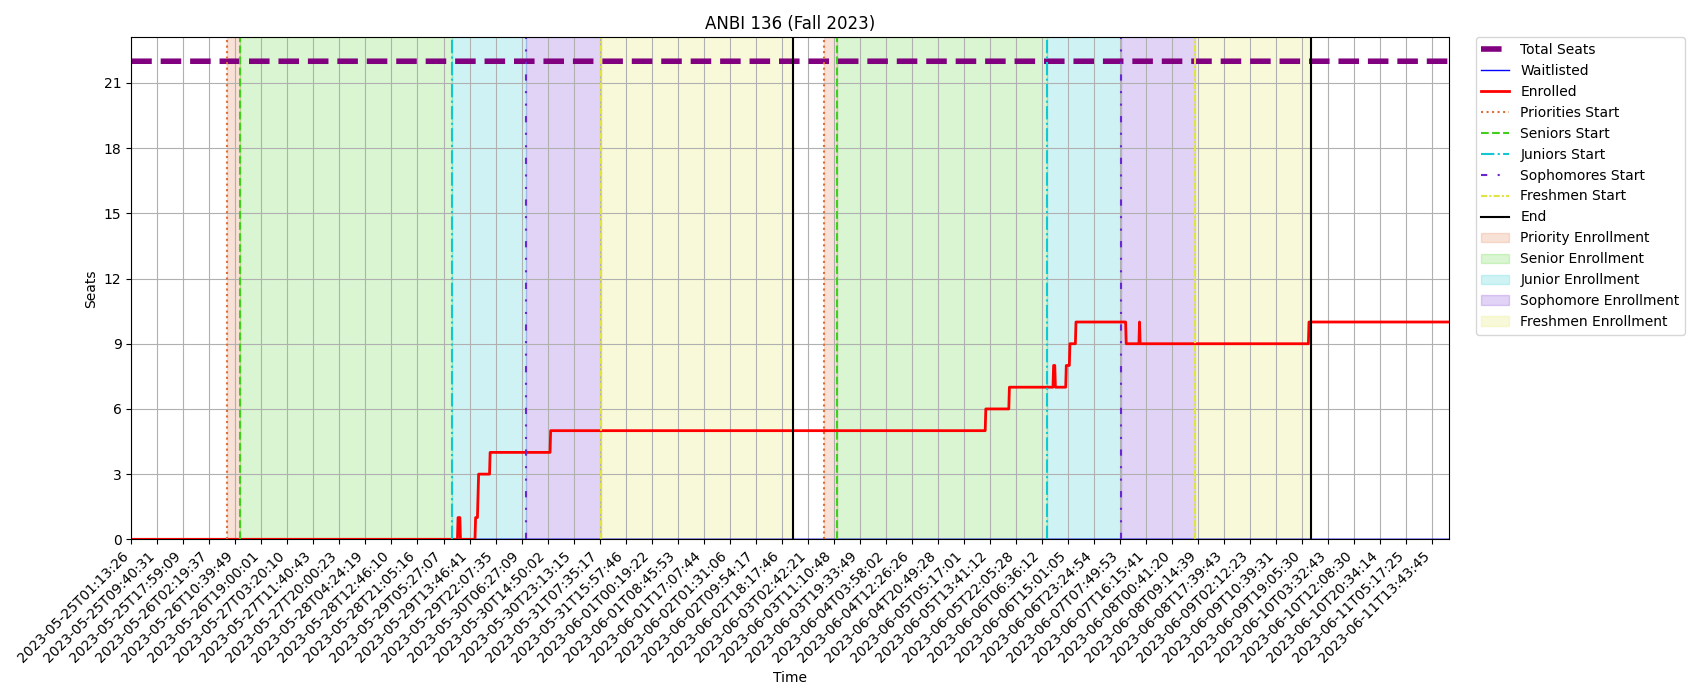 ANBI 136 (Fall 2023)
Seats
21
18
15
12
9
6
3
0
2023-05-25T01:13:26
2023-05-25T09:40:31
2023-05-25T17:59:09
2023-05-26T02:19:37
2023-05-26T10:39:49
2023-05-26T19:00:01
2023-05-27T03:20:10
2023-05-27T11:40:43
2023-05-27T20:00:23
2023-05-28T04:24:19
2023-05-28T12:46:10
2023-05-28T21:05:16
2023-05-29T05:27:07
2023-05-29T13:46:41
2023-05-29T22:07:35
2023-05-30T06:27:09
2023-05-30T14:50:02
2023-05-30T23:13:15
2023-05-31T07:35:17
2023-05-31T15:57:46
2023-06-01T00:19:22
2023-06-01T08:45:53
2023-06-01T17:07:44
2023-06-02T01:31:06
2023-06-02T09:54:17
2023-06-02T18:17:46
2023-06-03T02:42:21
2023-06-03T11:10:48
2023-06-03T19:33:49
2023-06-04T03:58:02
2023-06-04T12:26:26
2023-06-04T20:49:28
2023-06-05T05:17:01
2023-06-05T13:41:12
2023-06-05T22:05:28
2023-06-06T06:36:12
2023-06-06T15:01:05
2023-06-06T23:24:54
2023-06-07T07:49:53
2023-06-07T16:15:41
2023-06-08T00:41:20
2023-06-08T09:14:39
2023-06-08T17:39:43
2023-06-09T02:12:23
2023-06-09T10:39:31
2023-06-09T19:05:30
2023-06-10T03:32:43
2023-06-10T12:08:30
2023-06-10T20:34:14
2023-06-11T05:17:25
2023-06-11T13:43:45
Time
Total Seats
Waitlisted
Enrolled
Priorities Start
Seniors Start
Juniors Start
Sophomores Start
Freshmen Start
End
Priority Enrollment
Senior Enrollment
Junior Enrollment
Sophomore Enrollment
Freshmen Enrollment